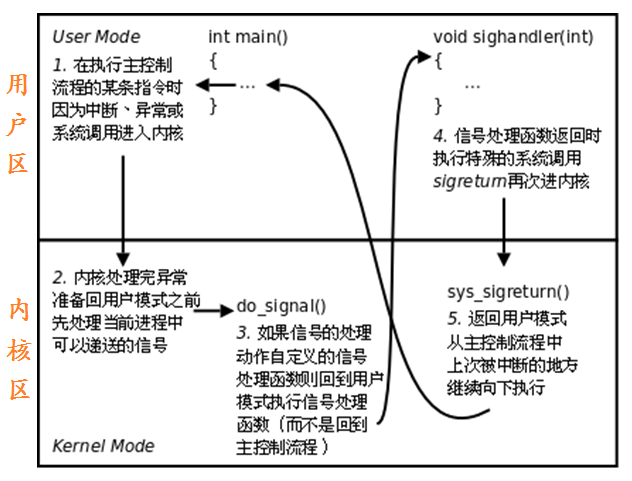 用户区
User Mode
1. 在执行主控制
流程的某条指令时
因为中断、异常或
系统调用进入内核
int main()
{
...
}
void sighandler(int)
{
...
}
4. 信号处理函数返回时
执行特殊的系统调用
sigreturn再次进内核
内核区
2. 内核处理完异常
准备回用户模式之前
先处理当前进程中
可以递送的信号
do_signal()
3. 如果信号的处理
动作自定义的信号
处理函数则回到用户
模式执行信号处理
函数（而不是回到
主控制流程）
sys_sigreturn()
5. 返回用户模式
从主控制流程中
上次被中断的地方
继续向下执行
Kernel Mode